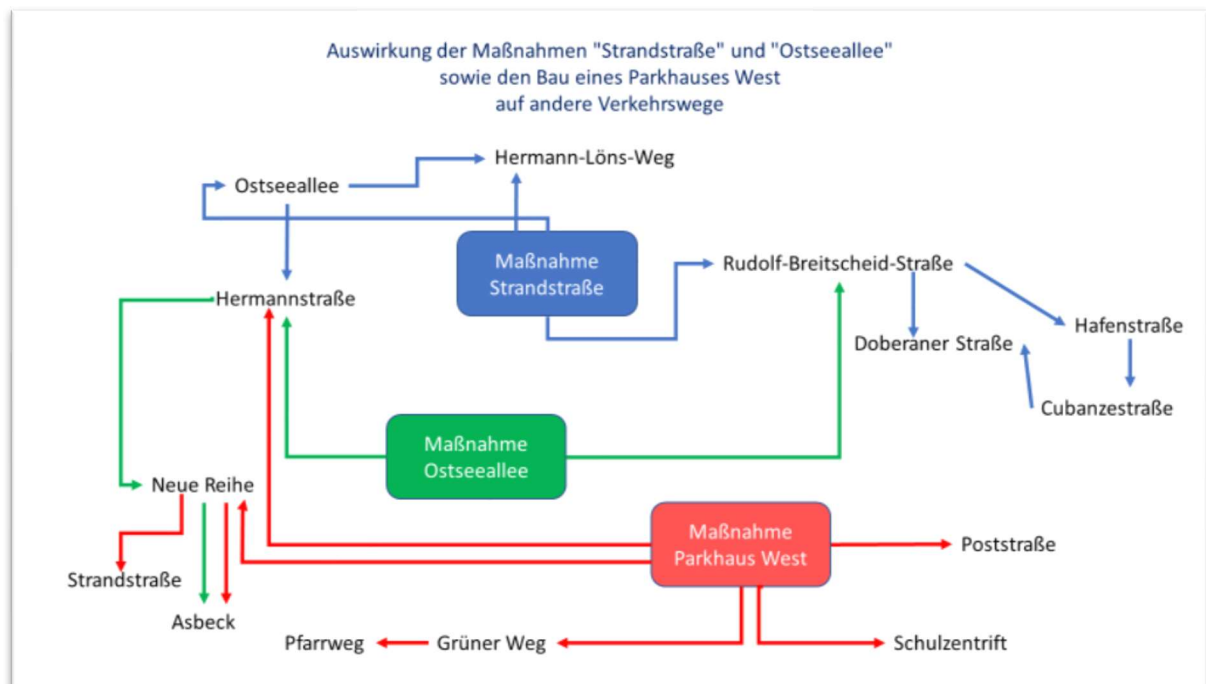 Auswirkung der Maßnahmen "Strandstraße" und "Ostseeallee"
sowie den Bau eines Parkhauses West
auf andere Verkehrswege
Hermann-Löns-Weg
Ostseeallee
Maßnahme
Strandstraße
Rudolf-Breitscheid-Straße
Hermannstraße
Hafenstraße
Doberaner Straße
Cubanzestraße
Maßnahme
Ostseeallee
Neue Reihe
Maßnahme
Parkhaus West
Poststraße
Strandstraße
Asbeck
Pfarrweg
Grüner Weg
Schulzentrift